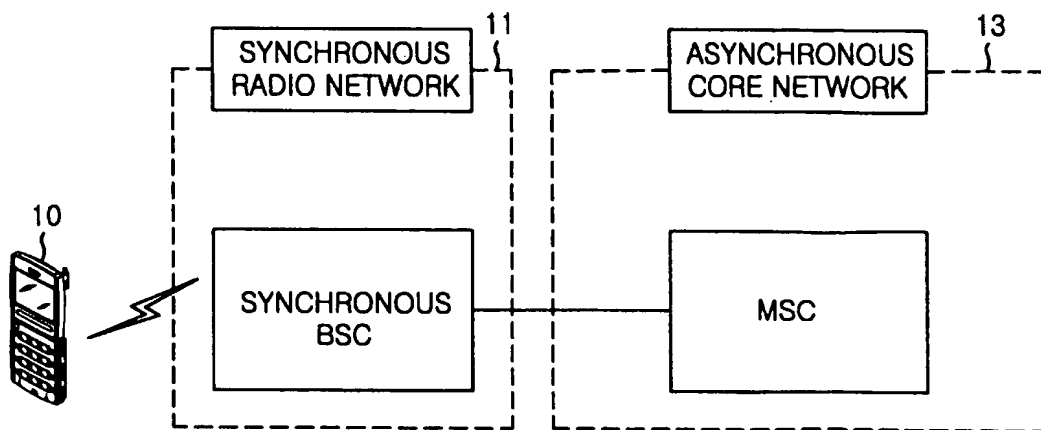 11
13
SYNCHRONOUS
RADIO NETWORK
ASYNCHRONOUS
CORE NETWORK
10
SYNCHRONOUS
BSC
MSC